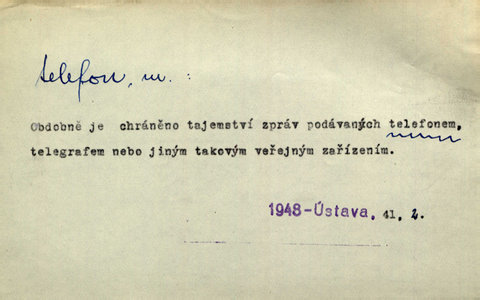 telefon, m. :
Obdobně je chráněno tajemství zpráv podávaných telefonem,
telegrafem nebo jiným takovým veřejným zařízením.
1948-Ústava, 41, 2.